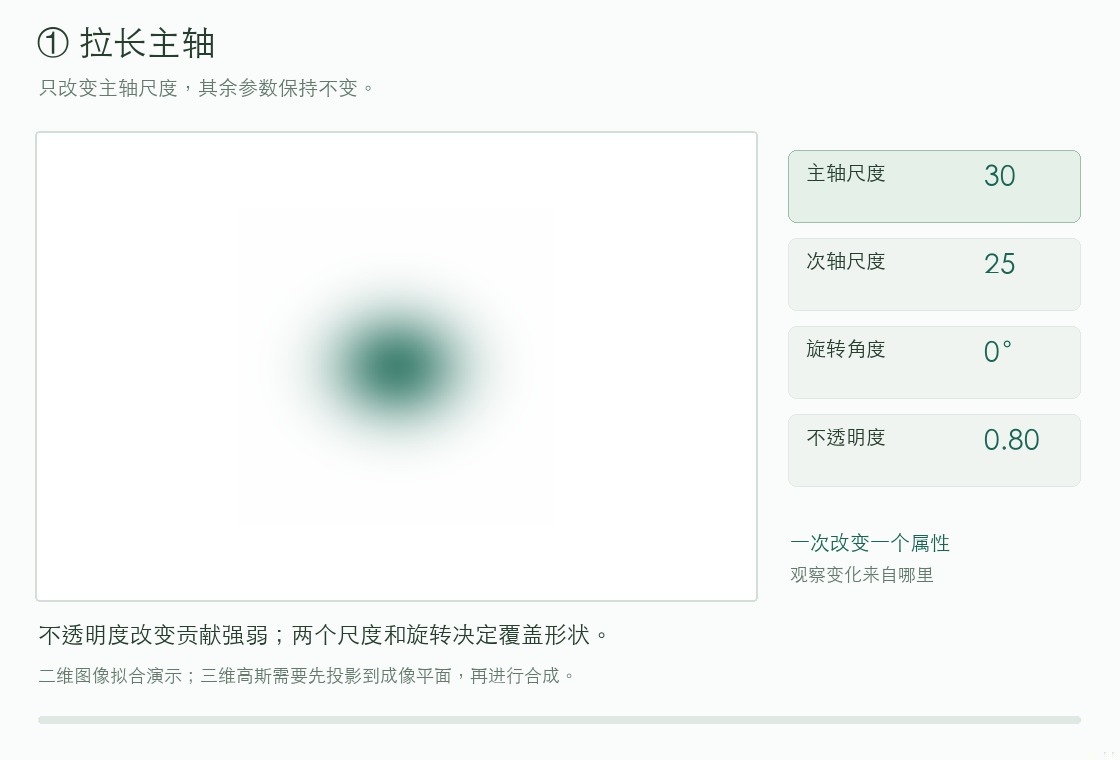 ① 拉长主轴
只改变主轴尺度，其余参数保持不变。
主轴尺度 30
次轴尺度 25
旋转角度 0°
不透明度 0.80
一次改变一个属性
观察变化来自哪里
不透明度改变贡献强弱；两个尺度和旋转决定覆盖形状。
二维图像拟合演示；三维高斯需要先投影到成像平面，再进行合成。